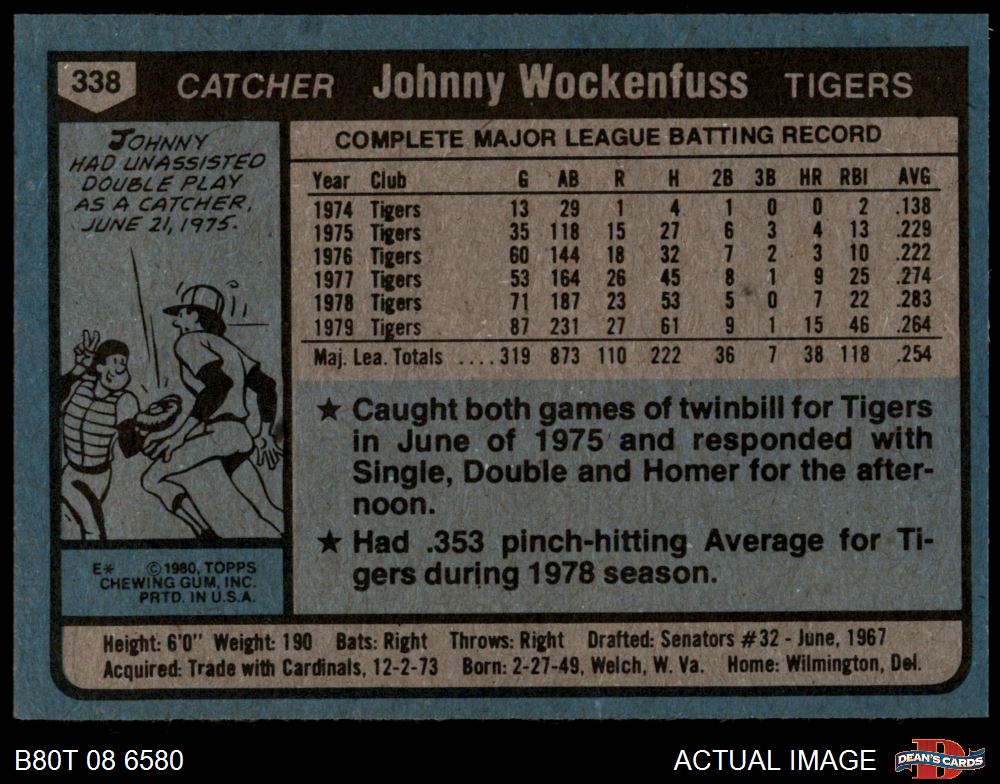 338 CATCHER Johnny Wockenfuss TIGERS
JOHNNY
HAD UNASSISTED
DOUBLE PLAY
AS A CATCHER,
JUNE 21, 1975.
COMPLETE MAJOR LEAGUE BATTING RECORD
Year Club G AB R H 2B 3B HR RBI AVG
1974 Tigers 13 29 1 4 1 0 0 2 .138
1975 Tigers 35 118 15 27 6 3 4 13 .229
1976 Tigers 60 144 18 32 7 2 3 10 .222
1977 Tigers 53 164 26 45 8 1 9 25 .274
1978 Tigers 71 187 23 53 5 0 7 22 .283
1979 Tigers 87 231 27 61 9 1 15 46 .264
Maj. Lea. Totals ....319 873 110 222 36 7 38 118 .254
★ Caught both games of twinbill for Tigers
in June of 1975 and responded with
Single, Double and Homer for the after-
noon.
★ Had .353 pinch-hitting Average for Ti-
gers during 1978 season.
E* ©1980, TOPPS
CHEWING GUM, INC.
PRTD. IN U.S.A.
Height: 6'0" Weight: 190 Bats: Right Throws: Right Drafted: Senators #32 - June, 1967
Acquired: Trade with Cardinals, 12-2-73 Born: 2-27-49, Welch, W. Va. Home: Wilmington, Del.
B80T 08 6580 ACTUAL IMAGE
D
DEAN'S CARDS